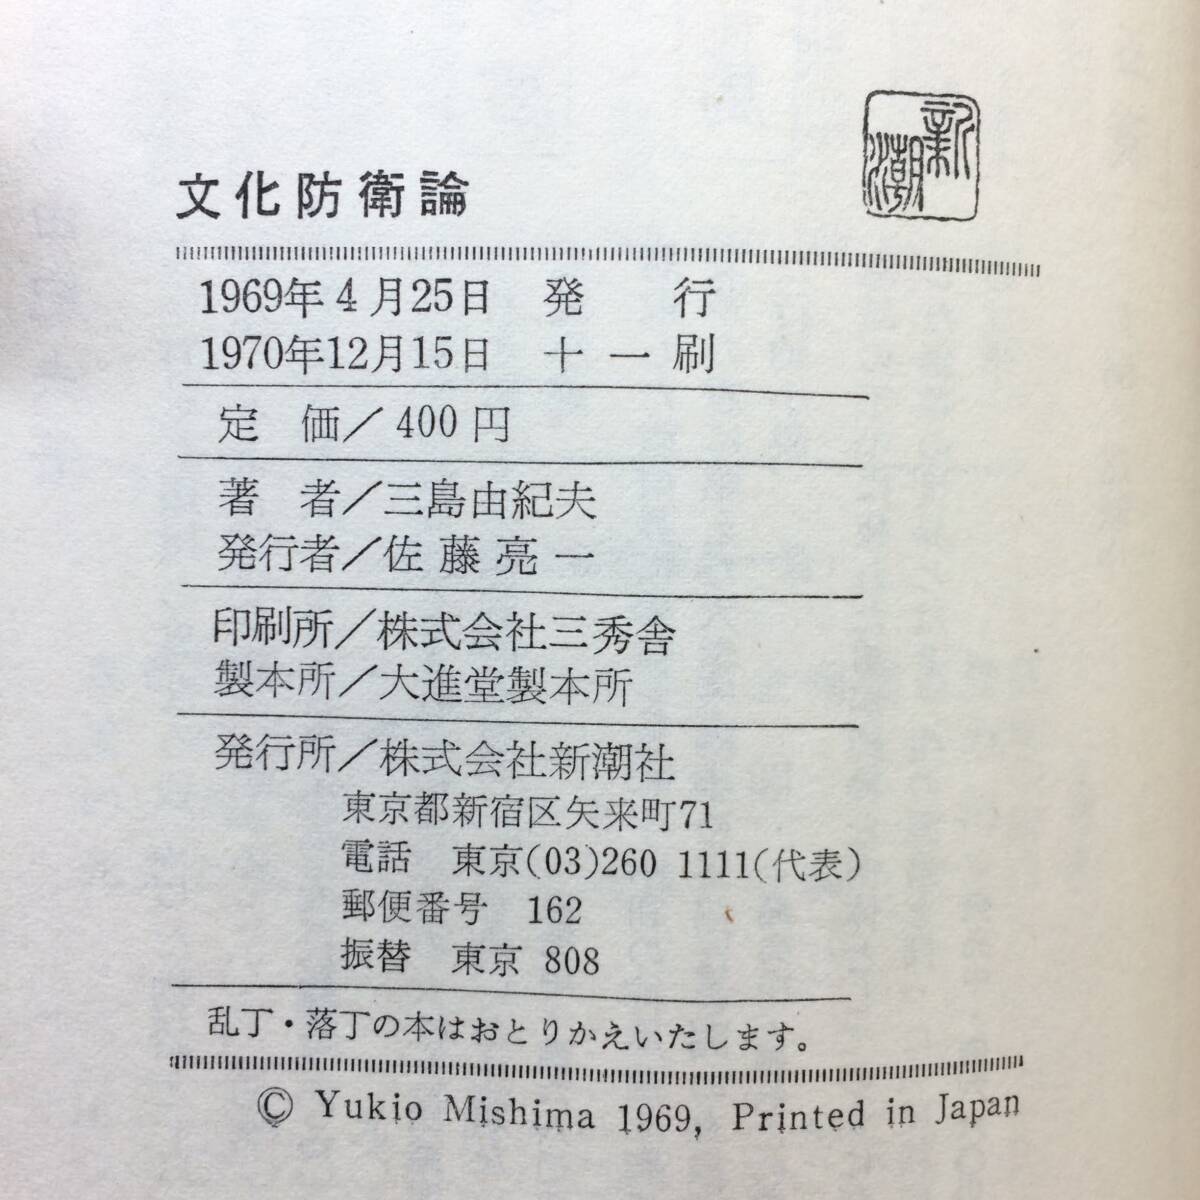 新潮
文化防衛論
1969年4月25日 発行
1970年12月15日 十一刷
定価/400円
著者/三島由紀夫
発行者/佐藤亮一
印刷所/株式会社三秀舎
製本所/大進堂製本所
発行所/株式会社新潮社
東京都新宿区矢来町71
電話 東京(03)260 1111(代表)
郵便番号 162
振替 東京 808
乱丁・落丁の本はおとりかえいたします。
© Yukio Mishima 1969, Printed in Japan